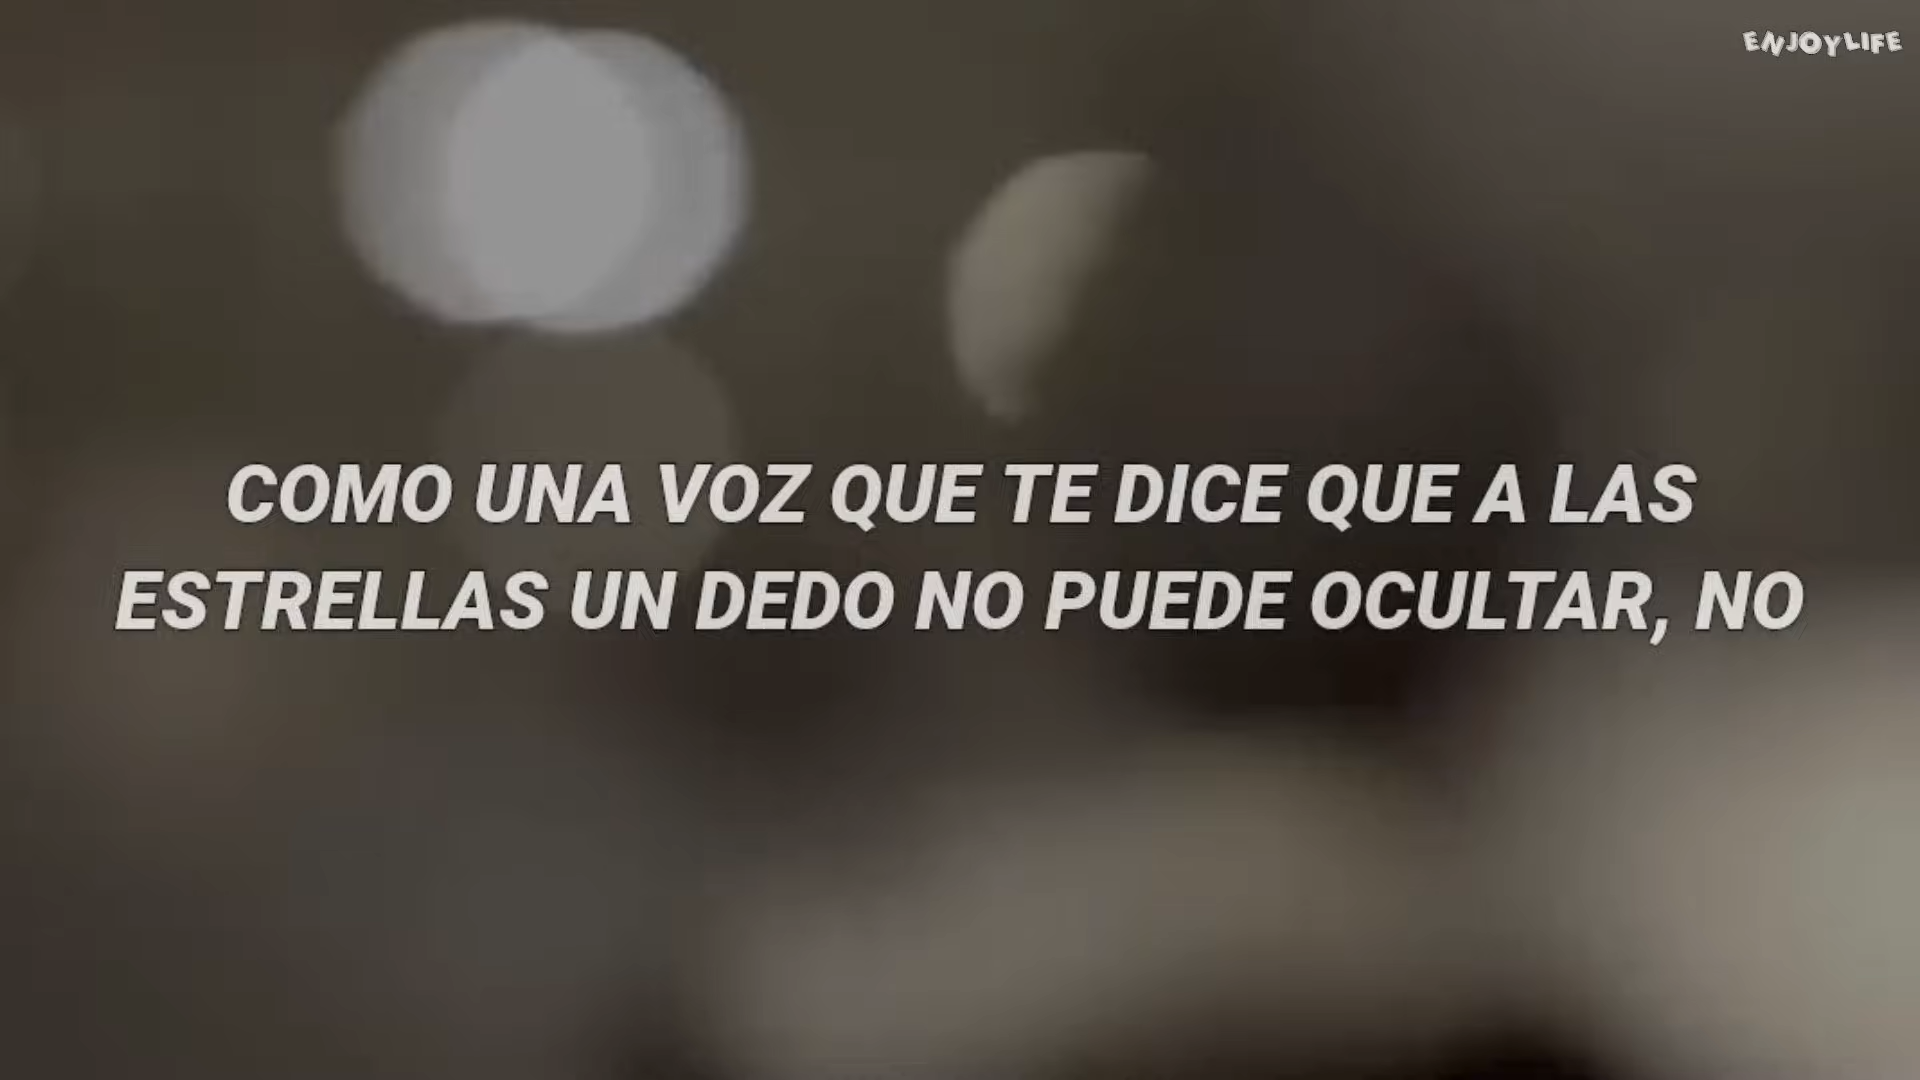 ENJOYLIFE
COMO UNA VOZ QUE TE DICE QUE A LAS
ESTRELLAS UN DEDO NO PUEDE OCULTAR, NO